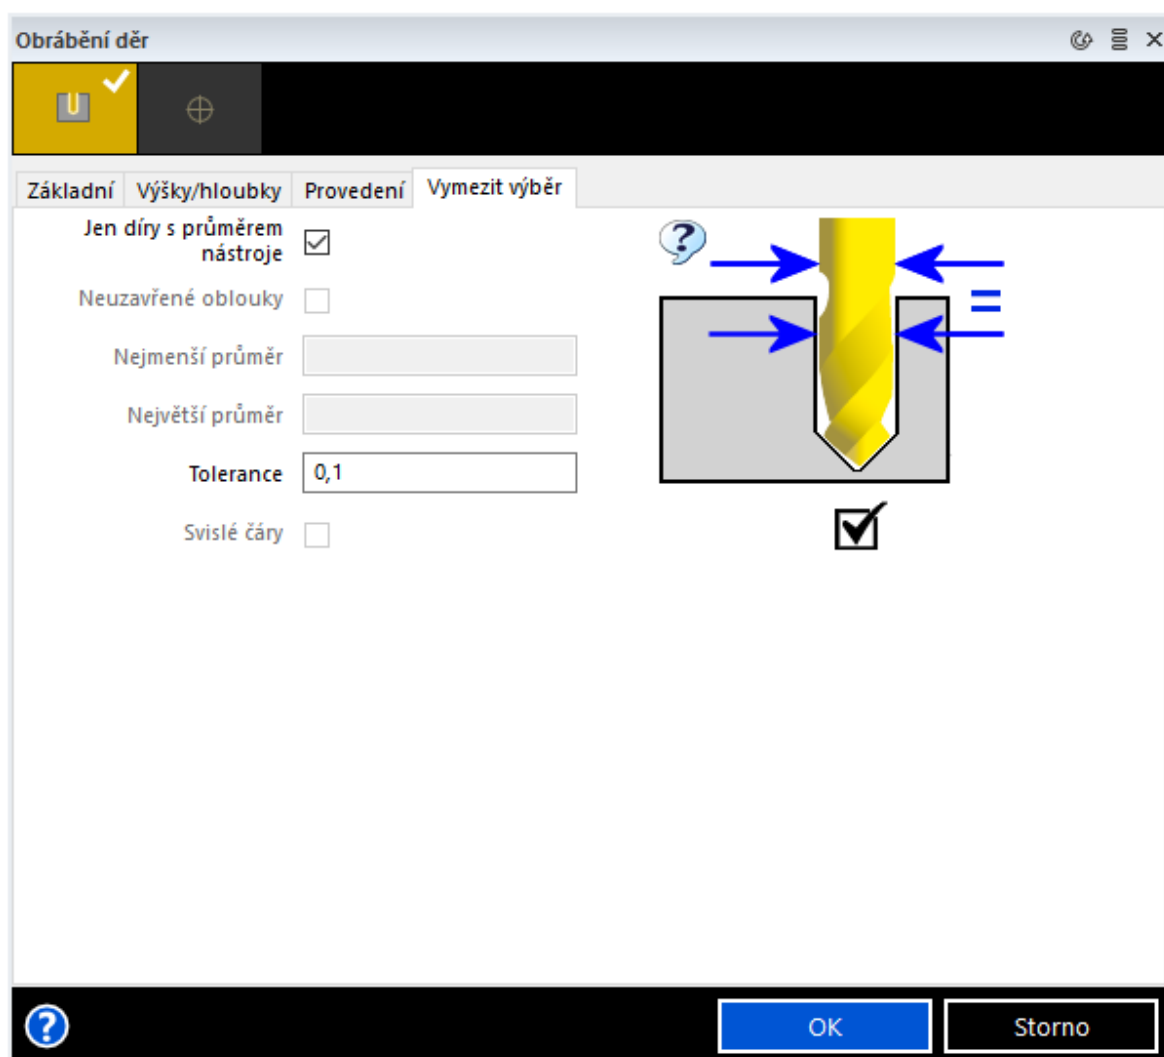 Obrábění děr
Základní Výšky/hloubky Provedení Vymezit výběr
Jen díry s průměrem
nástroje
Neuzavřené oblouky
Nejmenší průměr
Největší průměr
Tolerance 0,1
Svislé čáry
?
=
? OK Storno